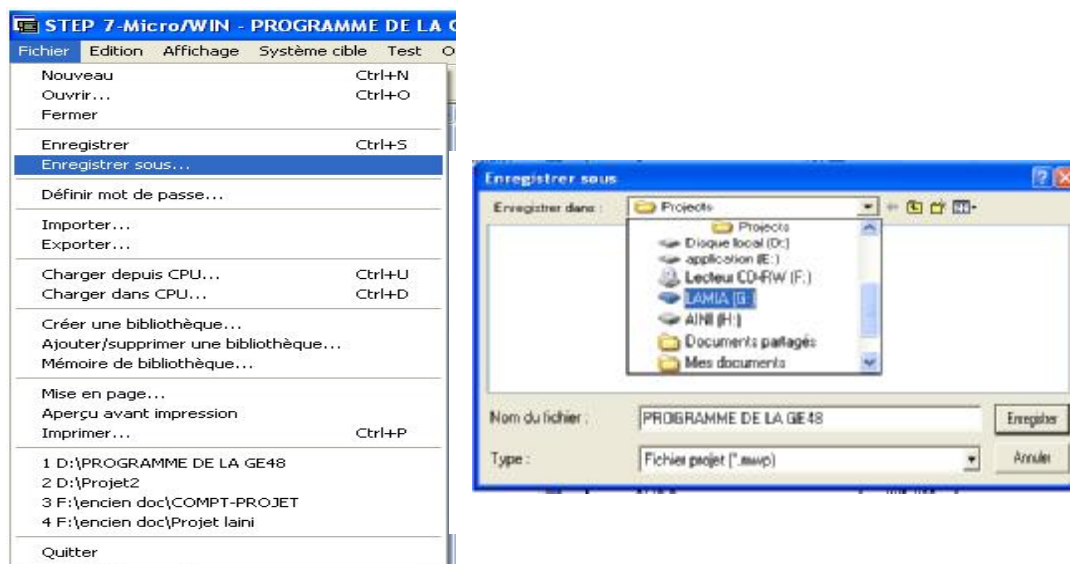 STEP 7-Micro/WIN - PROGRAMME DE LA
Fichier Edition Affichage Système cible Test
Nouveau Ctrl+N
Ouvrir... Ctrl+O
Fermer
Enregistrer Ctrl+S
Enregistrer sous...
Définir mot de passe...
Importer...
Exporter...
Charger depuis CPU... Ctrl+U
Charger dans CPU... Ctrl+D
Créer une bibliothèque...
Ajouter/supprimer une bibliothèque...
Mémoire de bibliothèque...
Mise en page...
Aperçu avant impression
Imprimer... Ctrl+P
1 D:\PROGRAMME DE LA GE48
2 D:\Projet2
3 F:\encien doc\COMPT-PROJET
4 F:\encien doc\Projet laini
Quitter
Enregistrer sous
Enregistrer dans : Projects
Projects
Disque local (D:)
application (E:)
Lecteur CD-RW (F:)
LAMIA (G:)
AINI (H:)
Documents partagés
Mes documents
Nom du fichier : PROGRAMME DE LA GE48 Enregistrer
Type : Fichier projet (*.mwp) Annuler